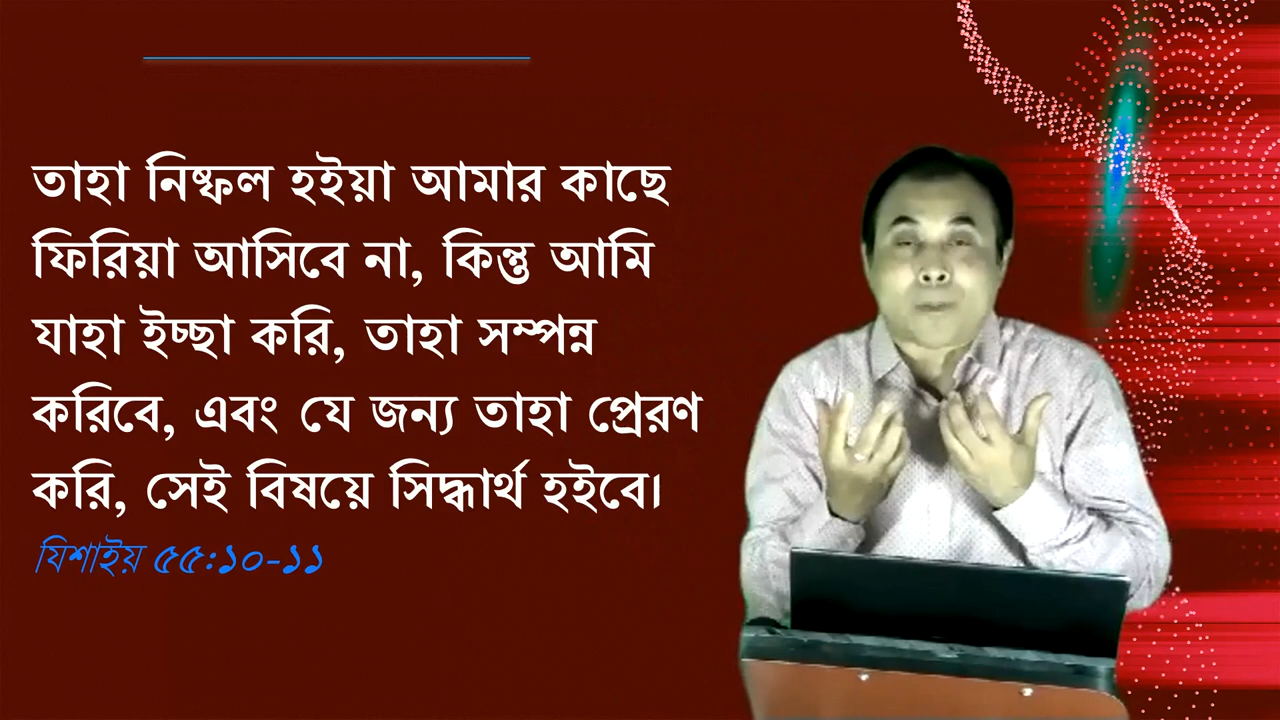 তাহা নিষ্ফল হইয়া আমার কাছে
ফিরিয়া আসিবে না, কিন্তু আমি
যাহা ইচ্ছা করি, তাহা সম্পন্ন
করিবে, এবং যে জন্য তাহা প্রেরণ
করি, সেই বিষয়ে সিদ্ধার্থ হইবে।
যিশাইয় ৫৫:১০-১১